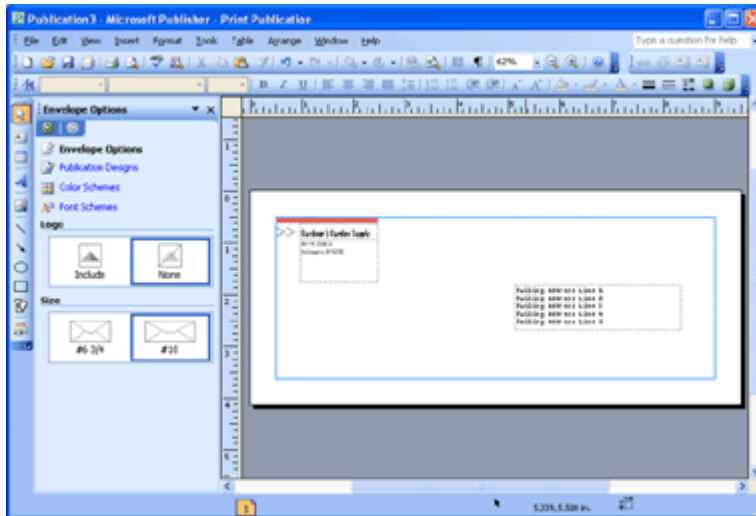 Publication3 - Microsoft Publisher - Print Publication
File Edit View Insert Format Tools Table Arrange Window Help Type a question for help
62%
Envelope Options
Envelope Options
Publication Designs
Color Schemes
Font Schemes
Logo
Include None
Size
#6 3/4 #10
>> Gardener's Garden Supply
Mailing Address Line 1
Mailing Address Line 2
Mailing Address Line 3
Mailing Address Line 4
Mailing Address Line 5
1